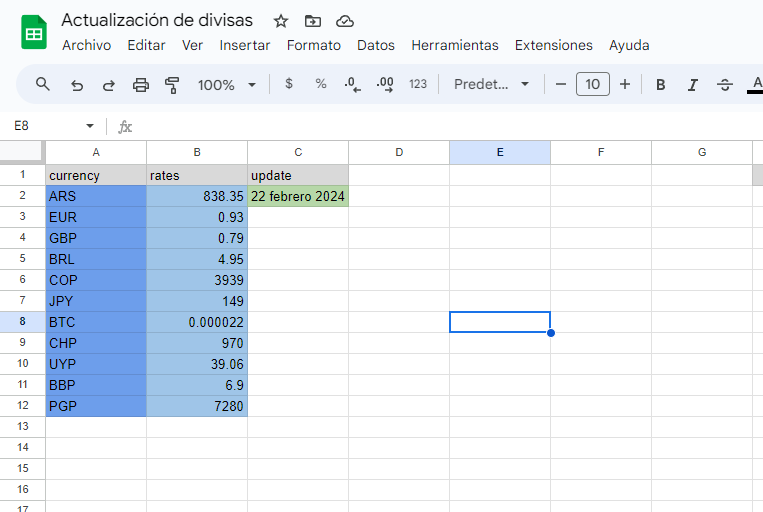 Actualización de divisas
Archivo Editar Ver Insertar Formato Datos Herramientas Extensiones Ayuda
100% $ % .0 .00 123 Predet... 10 B I A
E8 fx
A B C D E F G
1 currency rates update
2 ARS 838.35 22 febrero 2024
3 EUR 0.93
4 GBP 0.79
5 BRL 4.95
6 COP 3939
7 JPY 149
8 BTC 0.000022
9 CHP 970
10 UYP 39.06
11 BBP 6.9
12 PGP 7280
13
14
15
16
17